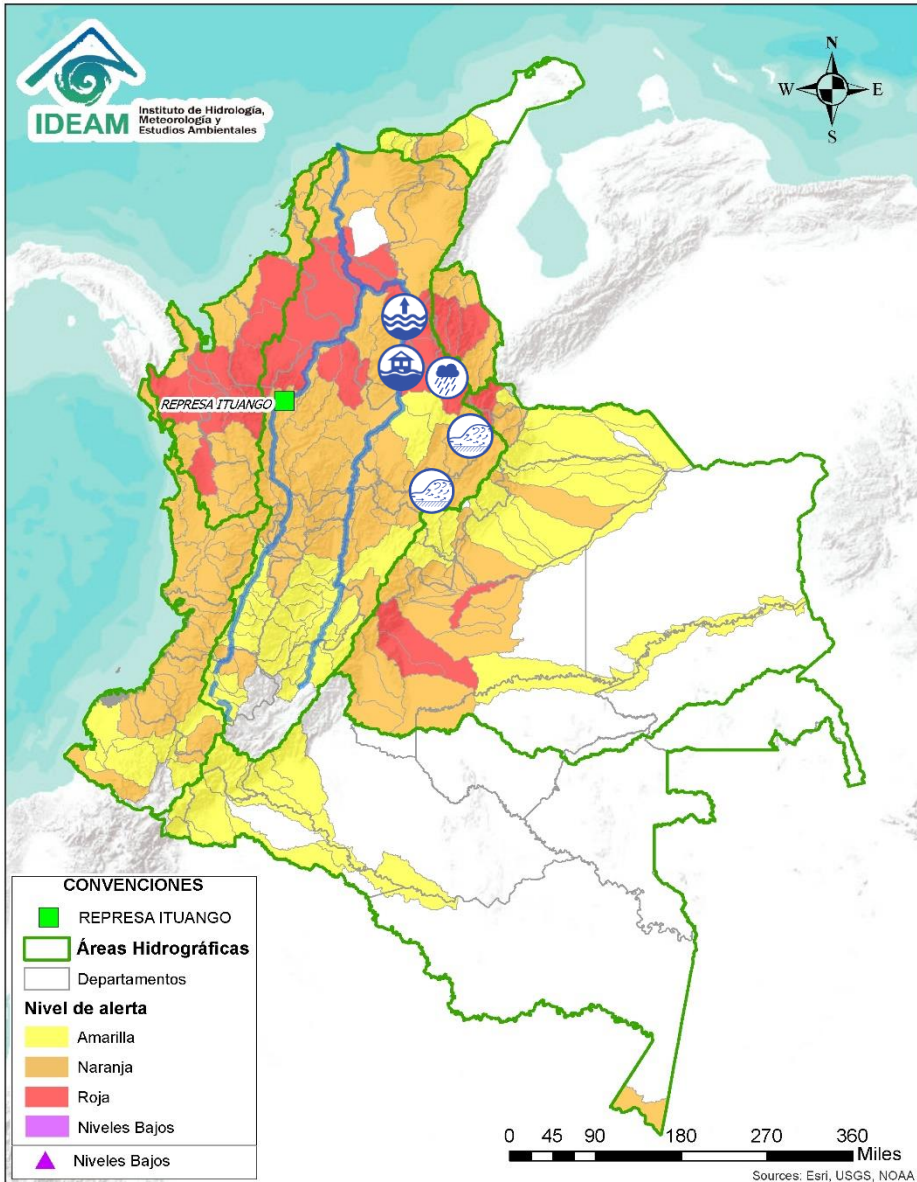 IDEAM
Instituto de Hidrología,
Meteorología y
Estudios Ambientales
N
W E
S
REPRESA ITUANGO
CONVENCIONES
REPRESA ITUANGO
Áreas Hidrográficas
Departamentos
Nivel de alerta
Amarilla
Naranja
Roja
Niveles Bajos
Niveles Bajos
0 45 90 180 270 360
Miles
Sources: Esri, USGS, NOAA